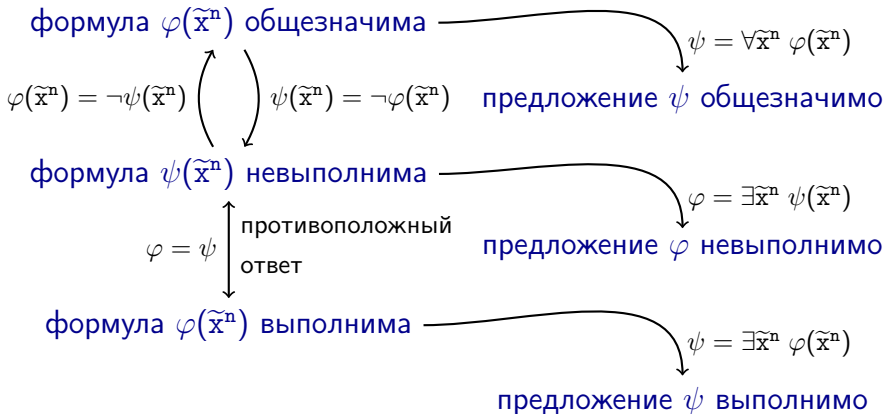 формула φ(x̃ⁿ) общезначима
ψ = ∀x̃ⁿ φ(x̃ⁿ)
φ(x̃ⁿ) = ¬ψ(x̃ⁿ)
ψ(x̃ⁿ) = ¬φ(x̃ⁿ)
предложение ψ общезначимо
формула ψ(x̃ⁿ) невыполнима
φ = ∃x̃ⁿ ψ(x̃ⁿ)
φ = ψ
противоположный
ответ
предложение φ невыполнимо
формула φ(x̃ⁿ) выполнима
ψ = ∃x̃ⁿ φ(x̃ⁿ)
предложение ψ выполнимо